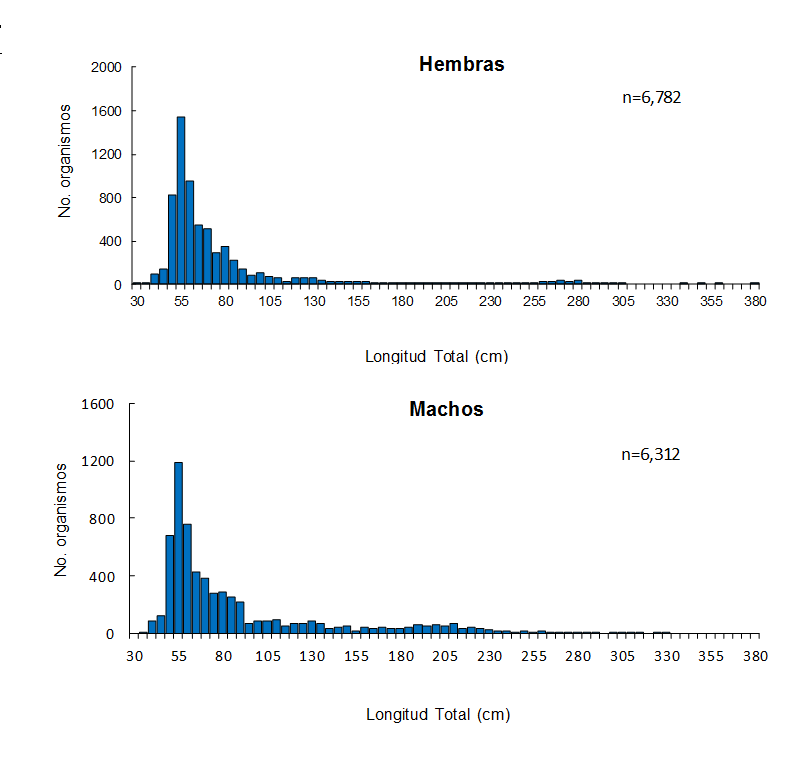 Hembras
n=6,782
2000
1600
1200
800
400
0
No. organismos
30 55 80 105 130 155 180 205 230 255 280 305 330 355 380
Longitud Total (cm)
Machos
n=6,312
1600
1200
800
400
0
No. organismos
30 55 80 105 130 155 180 205 230 255 280 305 330 355 380
Longitud Total (cm)